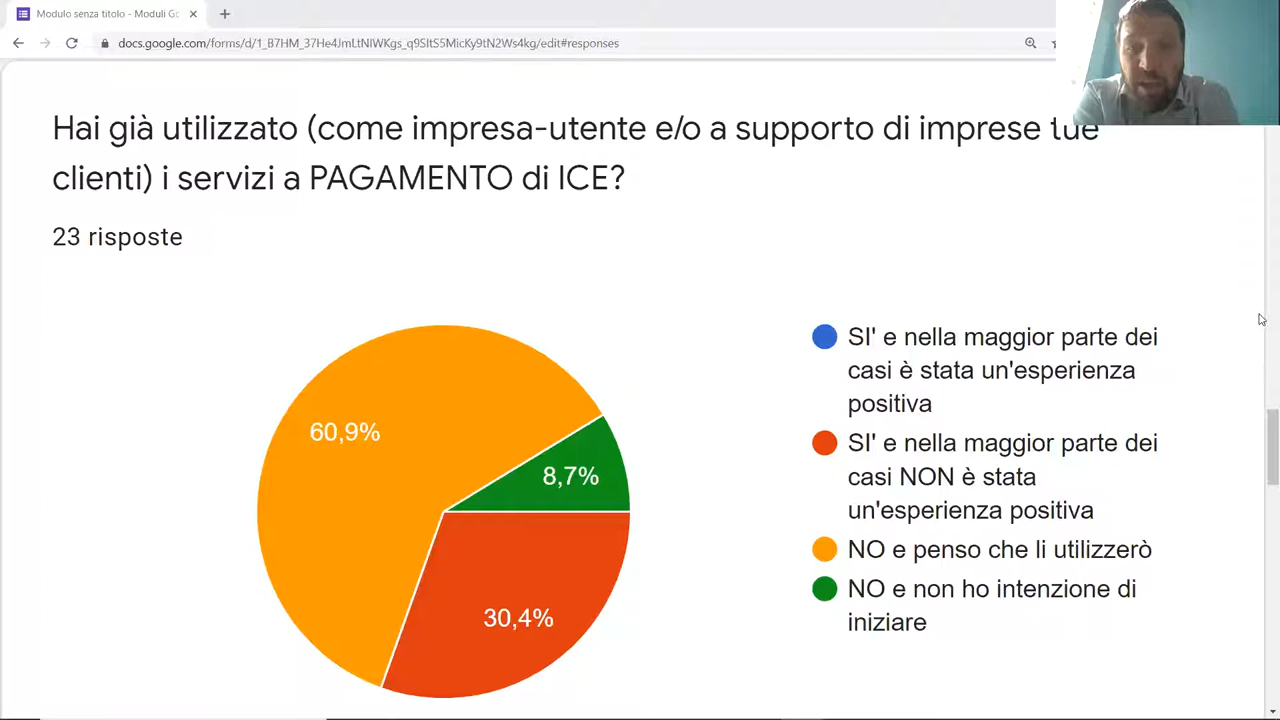 Modulo senza titolo - Moduli Go
docs.google.com/forms/d/1_B7HM_37He4JmLtNIWKgs_q9SItS5MicKy9tN2Ws4kg/edit#responses
Hai già utilizzato (come impresa-utente e/o a supporto di imprese tue
clienti) i servizi a PAGAMENTO di ICE?
23 risposte
60,9%
8,7%
30,4%
SI' e nella maggior parte dei
casi è stata un'esperienza
positiva
SI' e nella maggior parte dei
casi NON è stata
un'esperienza positiva
NO e penso che li utilizzerò
NO e non ho intenzione di
iniziare